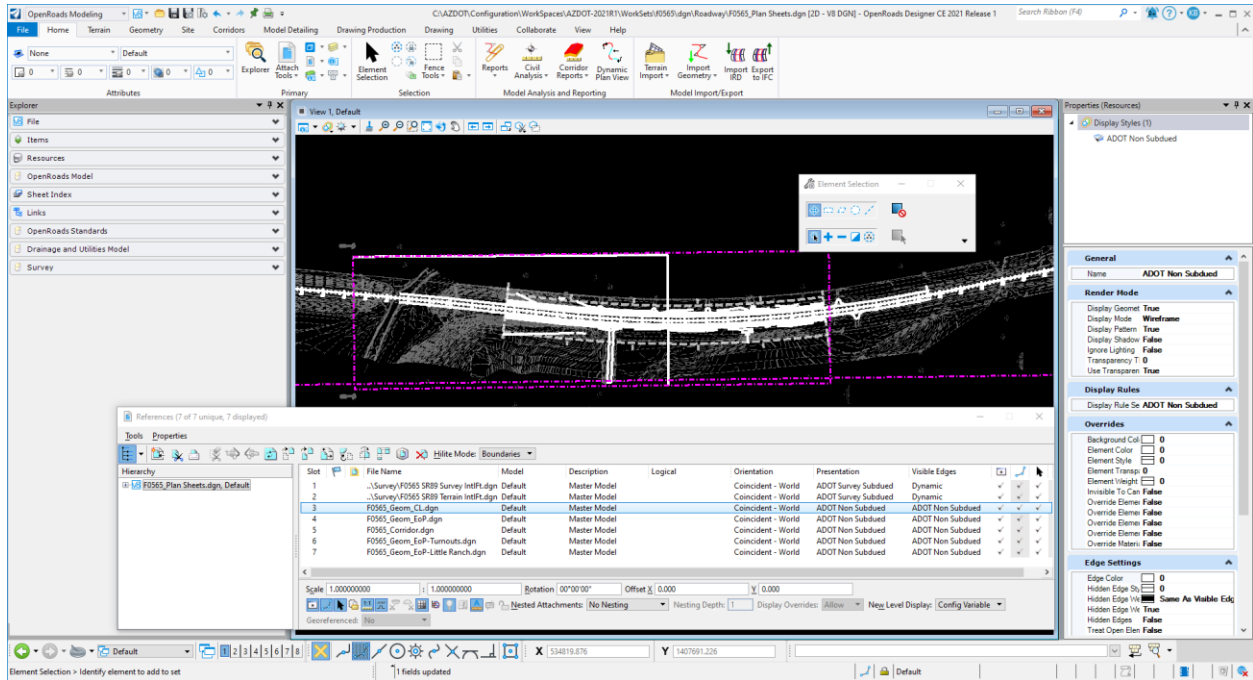 OpenRoads Modeling
C:\AZDOT\Configuration\WorkSpaces\AZDOT-2021R1\WorkSets\f0565\dgn\Roadway\F0565_Plan Sheets.dgn [2D - V8 DGN] - OpenRoads Designer CE 2021 Release 1
Search Ribbon (F4)
File Home Terrain Geometry Site Corridors Model Detailing Drawing Production Drawing Utilities Collaborate View Help
None Default
0 0 0 0 0
Attributes
Explorer Attach Tools
Primary
Element Selection Fence Tools
Selection
Reports Civil Analysis Corridor Reports Dynamic Plan View
Model Analysis and Reporting
Terrain Import Import Geometry Import IRD Export to IFC
Model Import/Export
Explorer
File
Items
Resources
OpenRoads Model
Sheet Index
Links
OpenRoads Standards
Drainage and Utilities Model
Survey
View 1, Default
Element Selection
Properties (Resources)
Display Styles (1)
ADOT Non Subdued
General
Name ADOT Non Subdued
Render Mode
Display Geomet True
Display Mode Wireframe
Display Pattern True
Display Shadow False
Ignore Lighting False
Transparency T 0
Use Transparen True
Display Rules
Display Rule Se ADOT Non Subdued
Overrides
Background Col 0
Element Color 0
Element Style 0
Element Transp 0
Element Weight 0
Invisible To Can False
Override Elemer False
Override Elemer False
Override Elemer False
Override Elemer False
Override Materi False
Edge Settings
Edge Color 0
Hidden Edge Sty 0
Hidden Edge We Same As Visible Edg
Hidden Edge We True
Hidden Edges False
Treat Open Elen False
References (7 of 7 unique, 7 displayed)
Tools Properties
Hilite Mode: Boundaries
Hierarchy
F0565_Plan Sheets.dgn, Default
Slot File Name Model Description Logical Orientation Presentation Visible Edges
1 ..\Survey\F0565 SR89 Survey IntlFt.dgn Default Master Model Coincident - World ADOT Survey Subdued Dynamic
2 ..\Survey\F0565 SR89 Terrain IntlFt.dgn Default Master Model Coincident - World ADOT Survey Subdued Dynamic
3 F0565_Geom_CL.dgn Default Master Model Coincident - World ADOT Non Subdued ADOT Non Subdued
4 F0565_Geom_EoP.dgn Default Master Model Coincident - World ADOT Non Subdued ADOT Non Subdued
5 F0565_Corridor.dgn Default Master Model Coincident - World ADOT Non Subdued ADOT Non Subdued
6 F0565_Geom_EoP-Turnouts.dgn Default Master Model Coincident - World ADOT Non Subdued ADOT Non Subdued
7 F0565_Geom_EoP-Little Ranch.dgn Default Master Model Coincident - World ADOT Non Subdued ADOT Non Subdued
Scale 1.000000000 : 1.000000000 Rotation 00°00'00" Offset X 0.000 Y 0.000
Nested Attachments: No Nesting Nesting Depth: 1 Display Overrides: Allow New Level Display: Config Variable
Georeferenced: No
Default 1 2 3 4 5 6 7 8 X 534819.876 Y 1407691.226
Element Selection > Identify element to add to set 1 fields updated Default